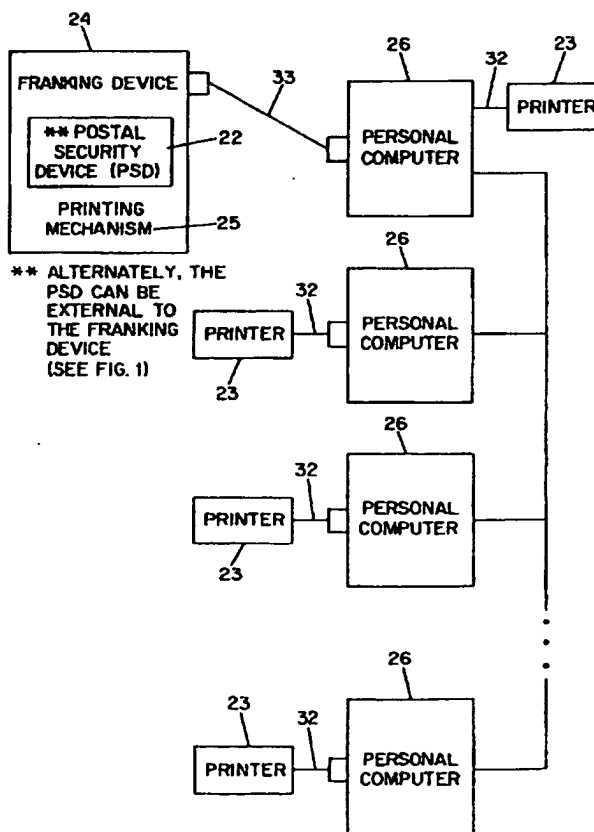 24
FRANKING DEVICE
** POSTAL
SECURITY
DEVICE (PSD)
22
PRINTING
MECHANISM
25
** ALTERNATELY, THE
PSD CAN BE
EXTERNAL TO
THE FRANKING
DEVICE
(SEE FIG. 1)
33
26
PERSONAL
COMPUTER
32
23
PRINTER
26
PERSONAL
COMPUTER
32
PRINTER
23
26
PERSONAL
COMPUTER
32
PRINTER
23
26
PERSONAL
COMPUTER
32
23
PRINTER